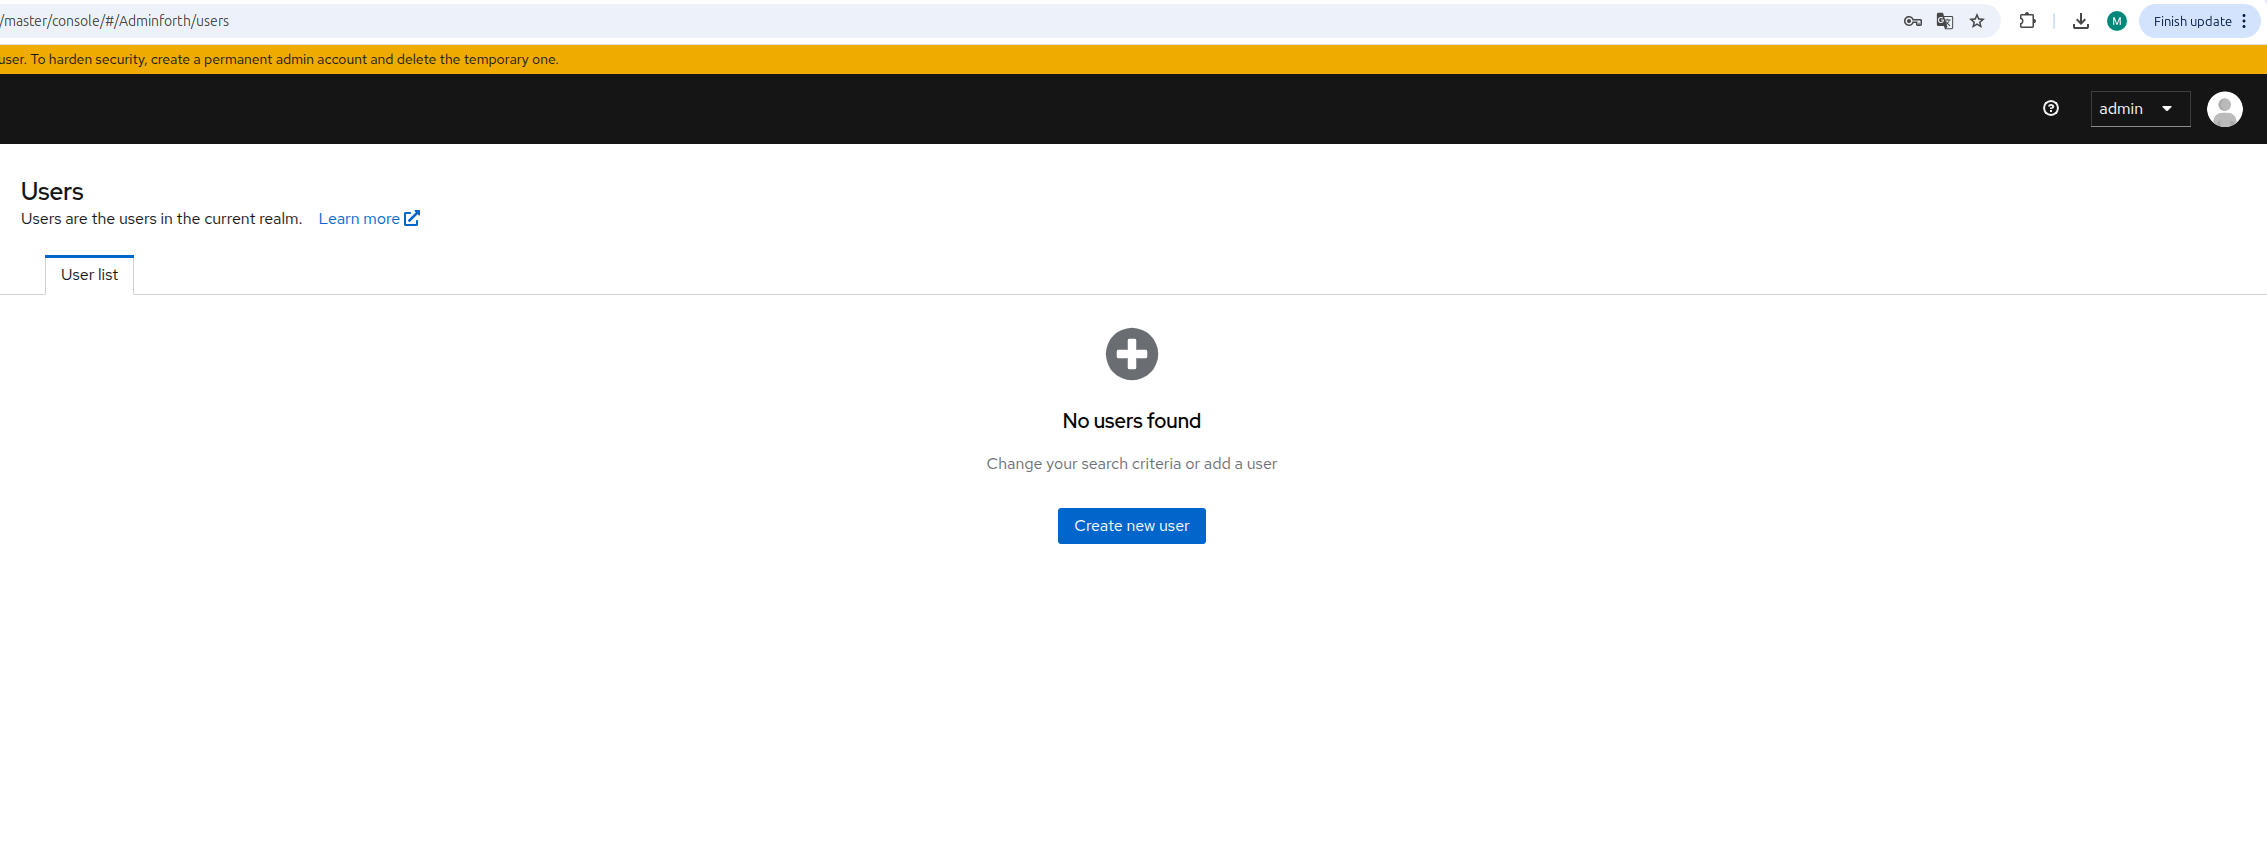 /master/console/#/Adminforth/users
M
Finish update
user. To harden security, create a permanent admin account and delete the temporary one.
admin
Users
Users are the users in the current realm. Learn more
User list
No users found
Change your search criteria or add a user
Create new user